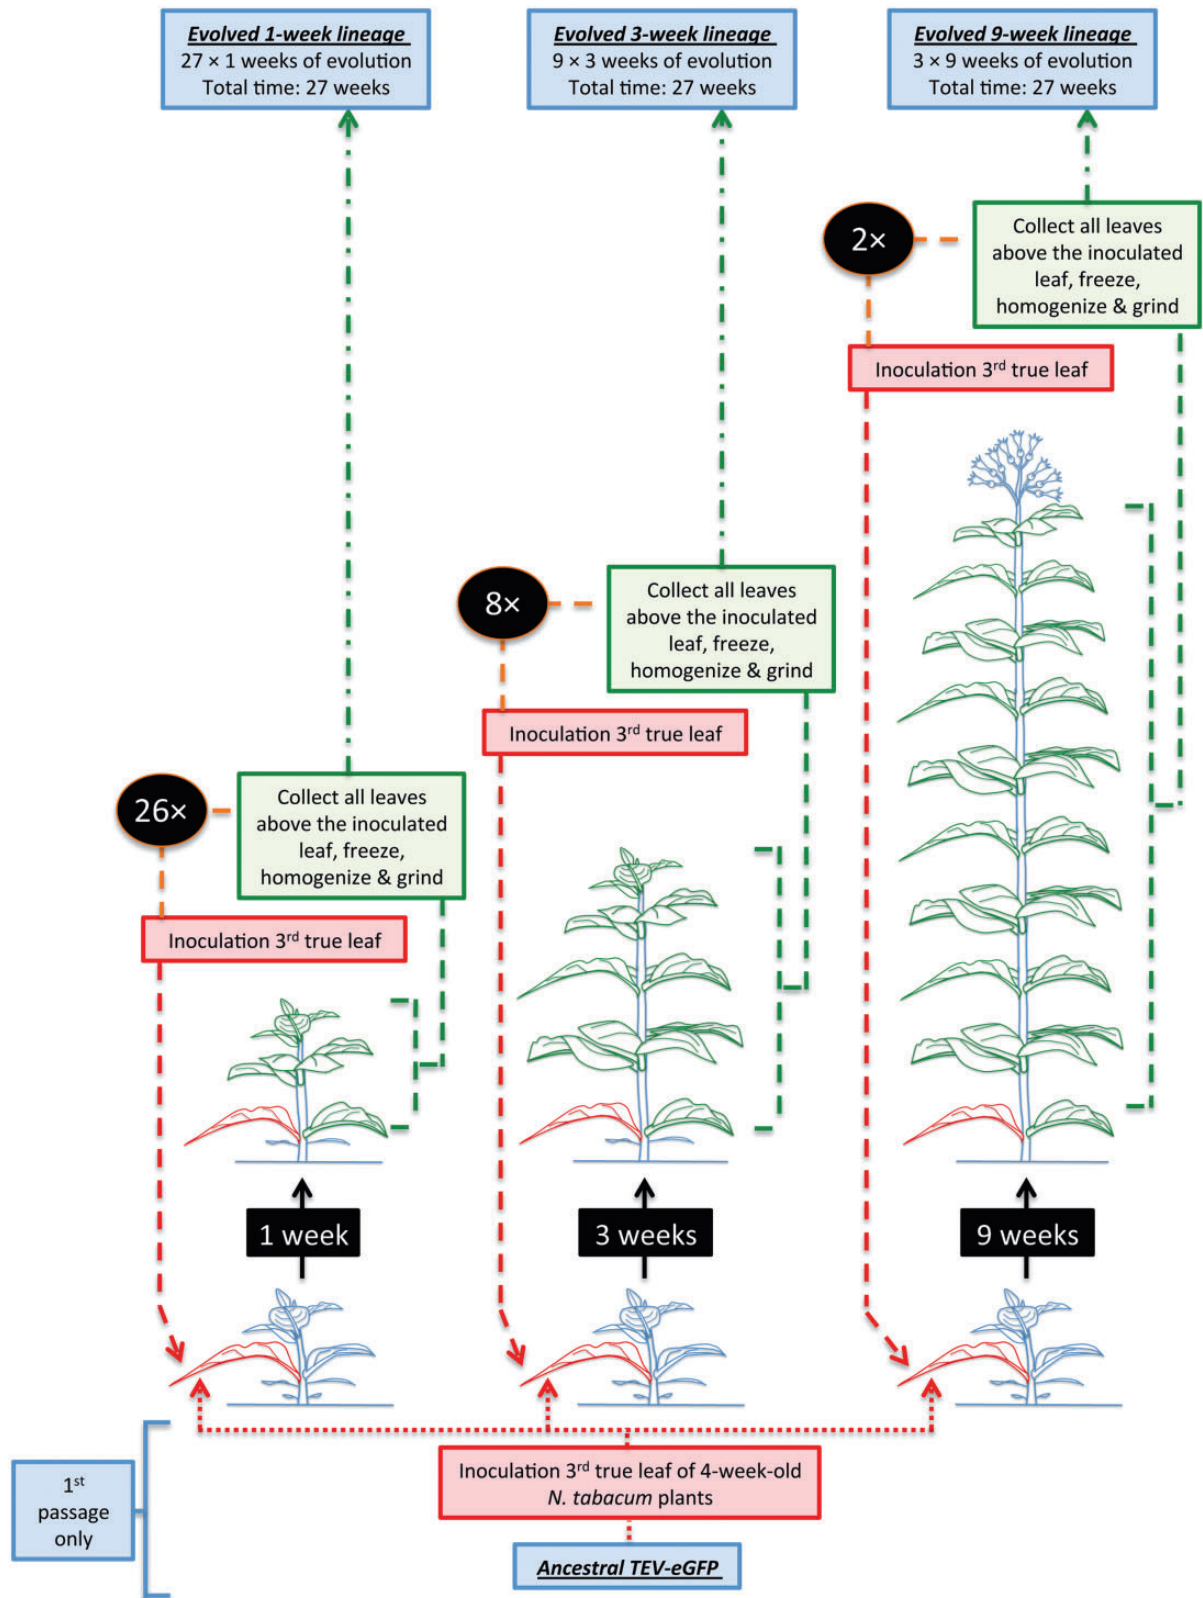 Evolved 1-week lineage
27 × 1 weeks of evolution
Total time: 27 weeks
Evolved 3-week lineage
9 × 3 weeks of evolution
Total time: 27 weeks
Evolved 9-week lineage
3 × 9 weeks of evolution
Total time: 27 weeks
2×
Collect all leaves
above the inoculated
leaf, freeze,
homogenize & grind
Inoculation 3rd true leaf
8×
Collect all leaves
above the inoculated
leaf, freeze,
homogenize & grind
Inoculation 3rd true leaf
26×
Collect all leaves
above the inoculated
leaf, freeze,
homogenize & grind
Inoculation 3rd true leaf
1 week
3 weeks
9 weeks
1st
passage
only
Inoculation 3rd true leaf of 4-week-old
N. tabacum plants
Ancestral TEV-eGFP